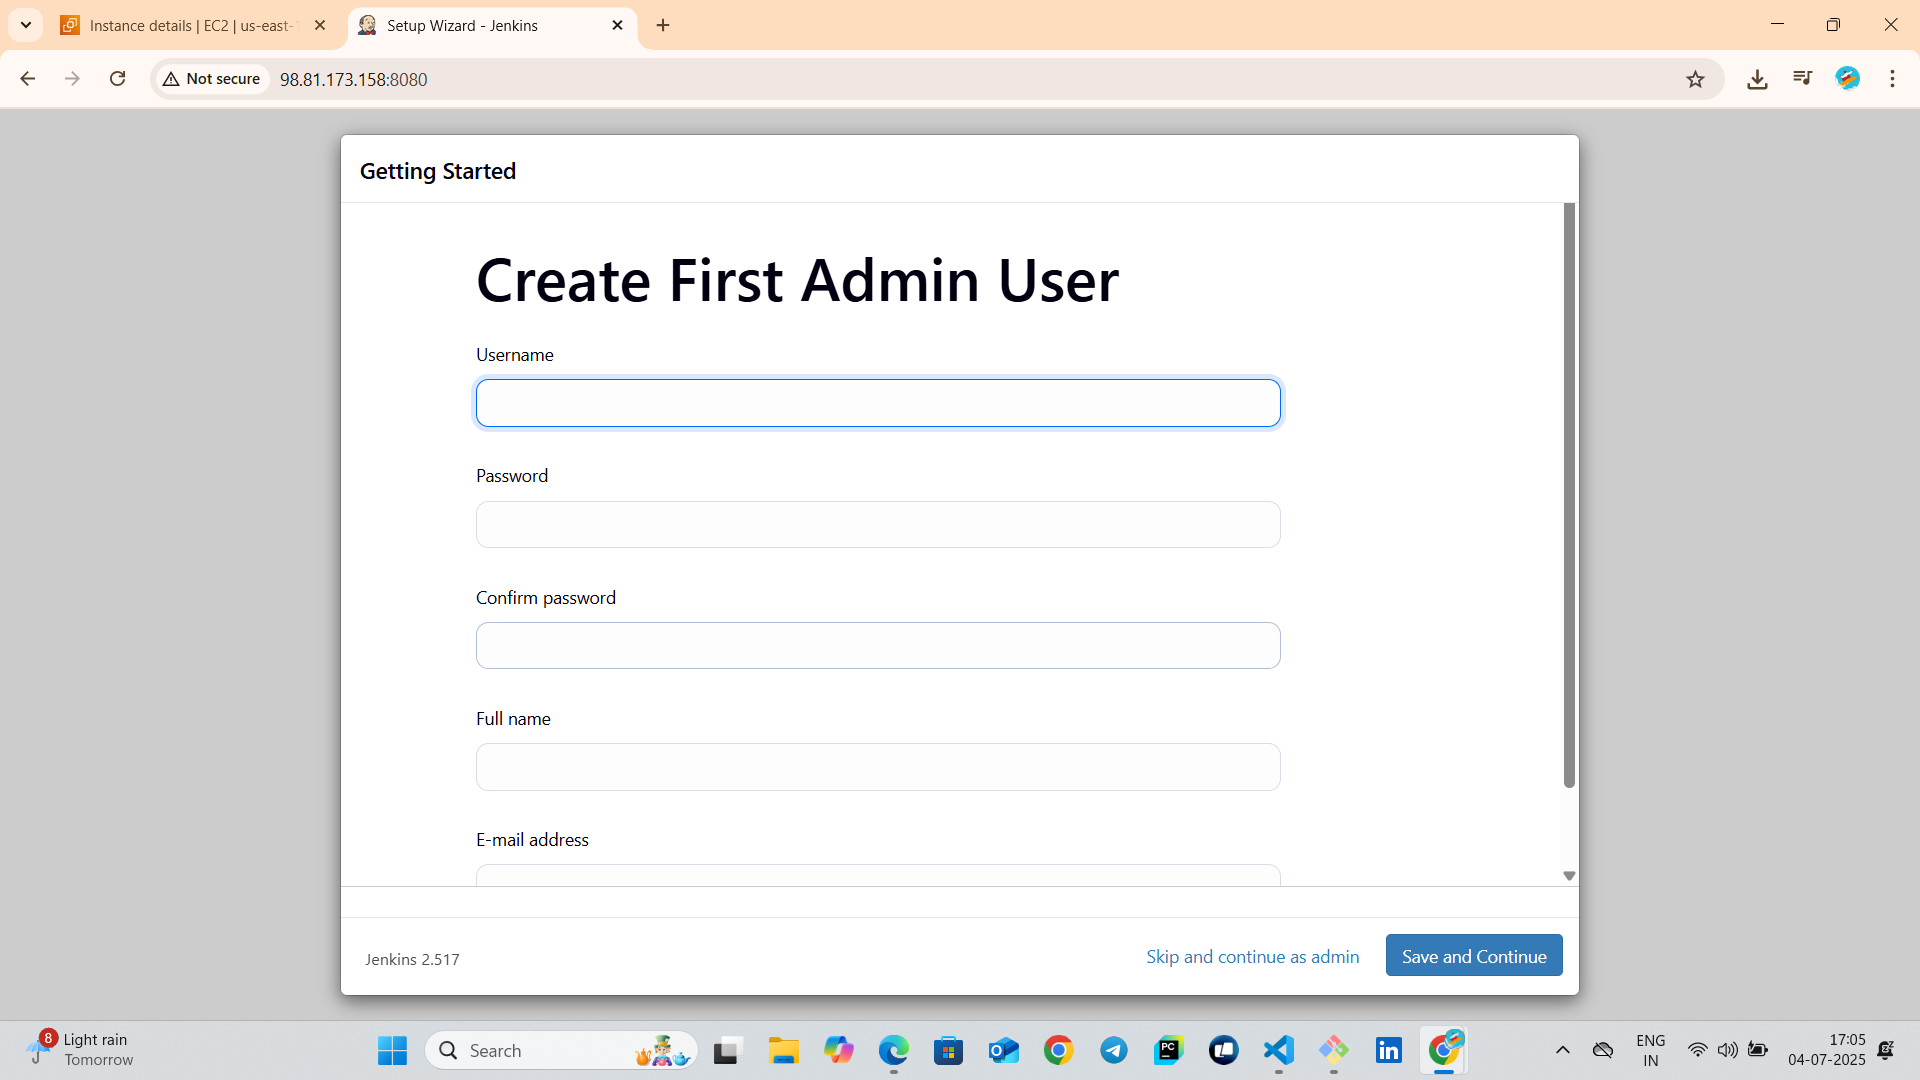 Instance details | EC2 | us-east-
Setup Wizard - Jenkins
Not secure
98.81.173.158:8080
Getting Started
Create First Admin User
Username
Password
Confirm password
Full name
E-mail address
Jenkins 2.517
Skip and continue as admin
Save and Continue
8
Light rain
Tomorrow
Search
PC
in
ENG
IN
17:05
04-07-2025